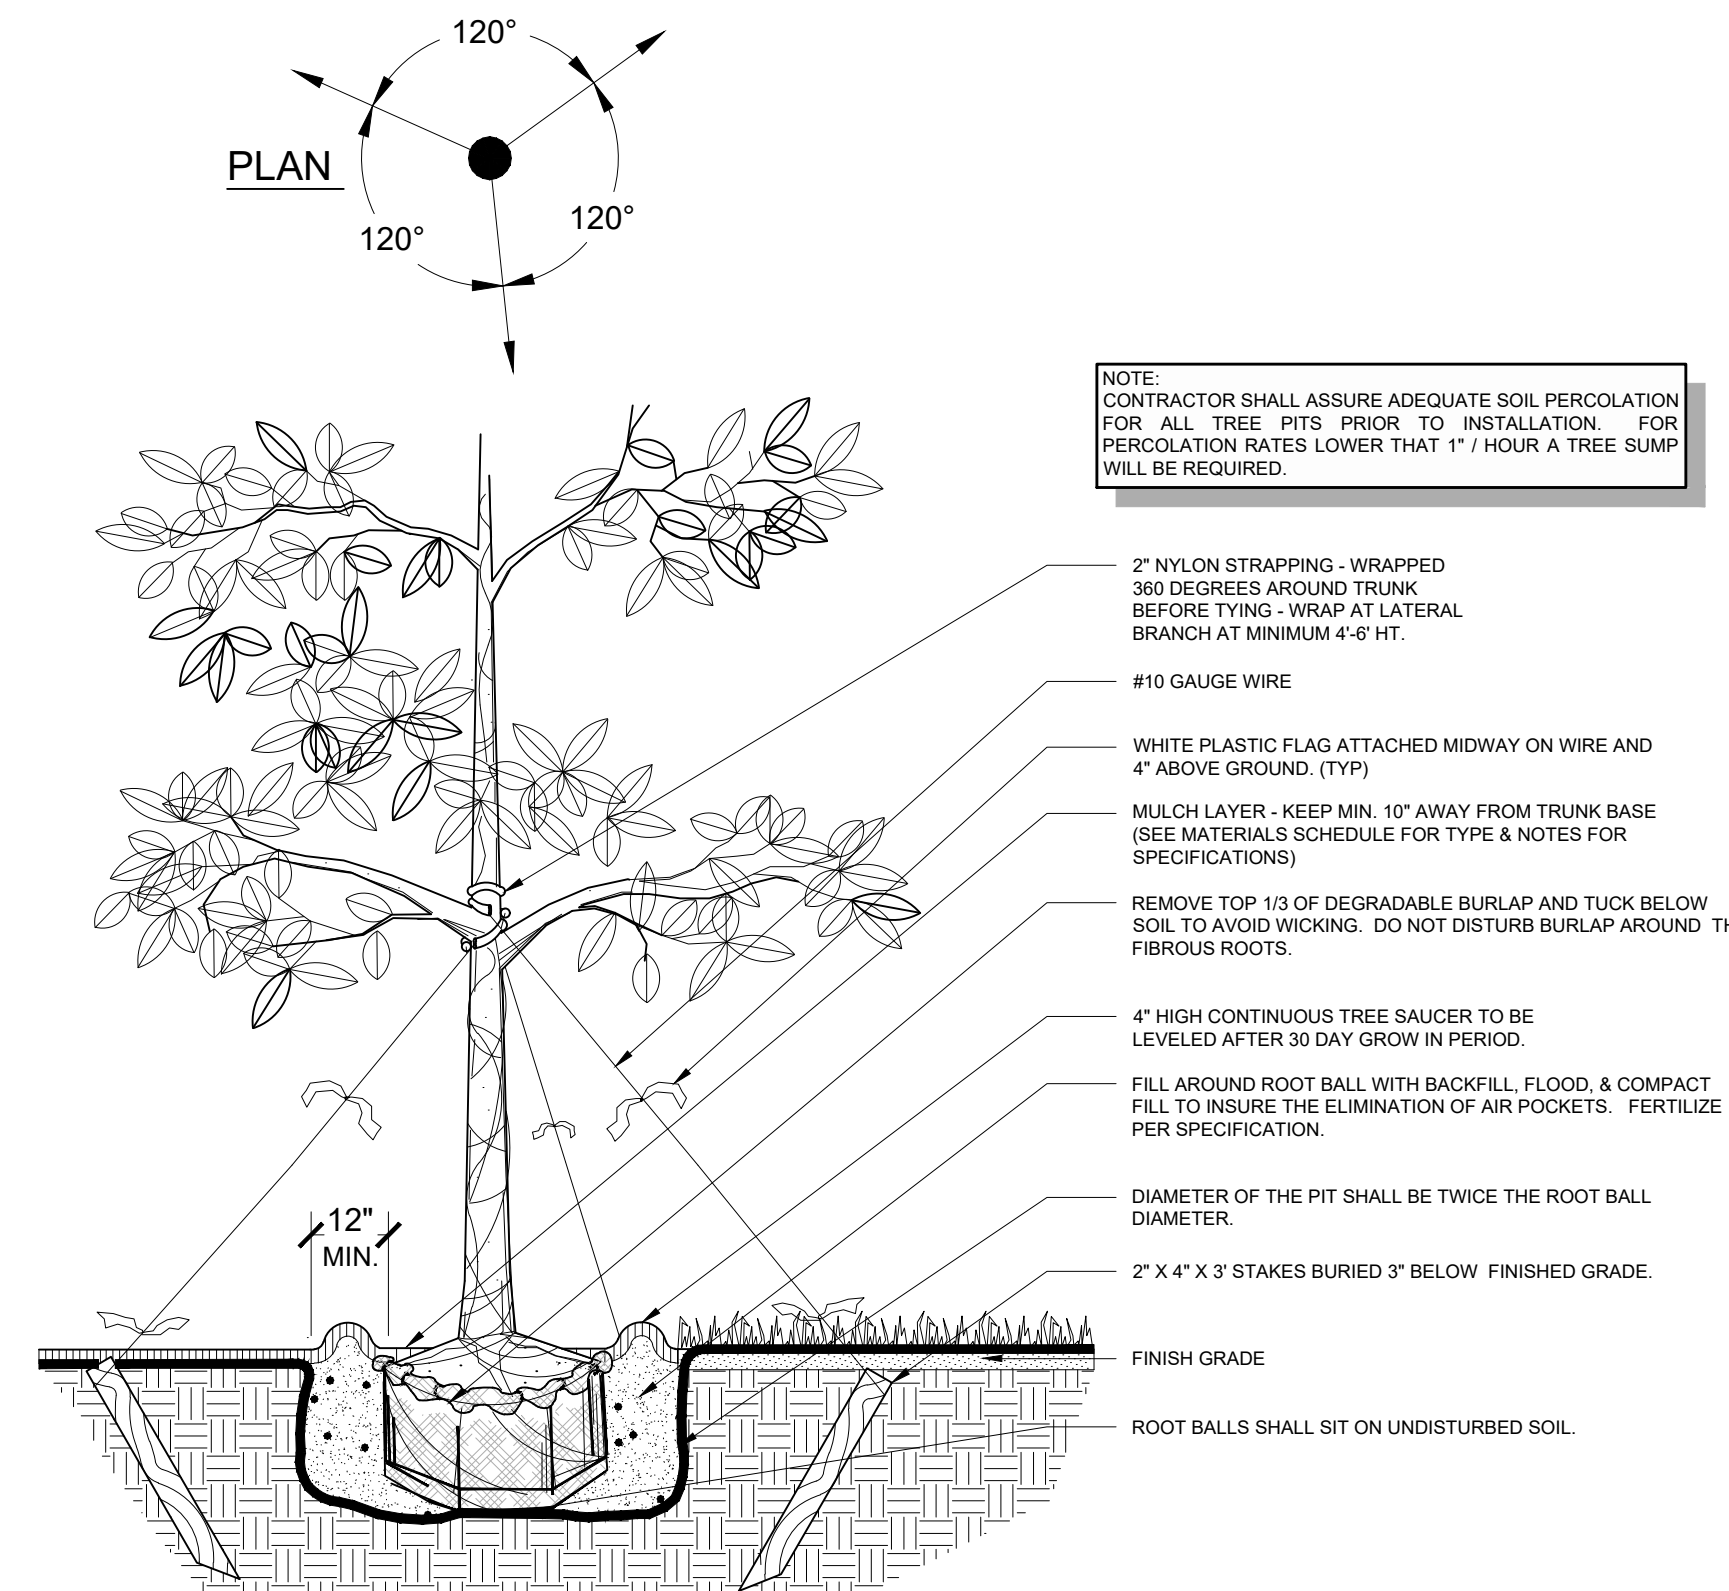 120°
PLAN
120°
120°
NOTE:
CONTRACTOR SHALL ASSURE ADEQUATE SOIL PERCOLATION
FOR ALL TREE PITS PRIOR TO INSTALLATION. FOR
PERCOLATION RATES LOWER THAT 1" / HOUR A TREE SUMP
WILL BE REQUIRED.
2" NYLON STRAPPING - WRAPPED
360 DEGREES AROUND TRUNK
BEFORE TYING - WRAP AT LATERAL
BRANCH AT MINIMUM 4'-6' HT.
#10 GAUGE WIRE
WHITE PLASTIC FLAG ATTACHED MIDWAY ON WIRE AND
4" ABOVE GROUND. (TYP)
MULCH LAYER - KEEP MIN. 10" AWAY FROM TRUNK BASE
(SEE MATERIALS SCHEDULE FOR TYPE & NOTES FOR
SPECIFICATIONS)
REMOVE TOP 1/3 OF DEGRADABLE BURLAP AND TUCK BELOW
SOIL TO AVOID WICKING. DO NOT DISTURB BURLAP AROUND
FIBROUS ROOTS.
4" HIGH CONTINUOUS TREE SAUCER TO BE
LEVELED AFTER 30 DAY GROW IN PERIOD.
FILL AROUND ROOT BALL WITH BACKFILL, FLOOD, & COMPACT
FILL TO INSURE THE ELIMINATION OF AIR POCKETS. FERTILIZE
PER SPECIFICATION.
12"
MIN.
DIAMETER OF THE PIT SHALL BE TWICE THE ROOT BALL
DIAMETER.
2" X 4" X 3' STAKES BURIED 3" BELOW FINISHED GRADE.
FINISH GRADE
ROOT BALLS SHALL SIT ON UNDISTURBED SOIL.